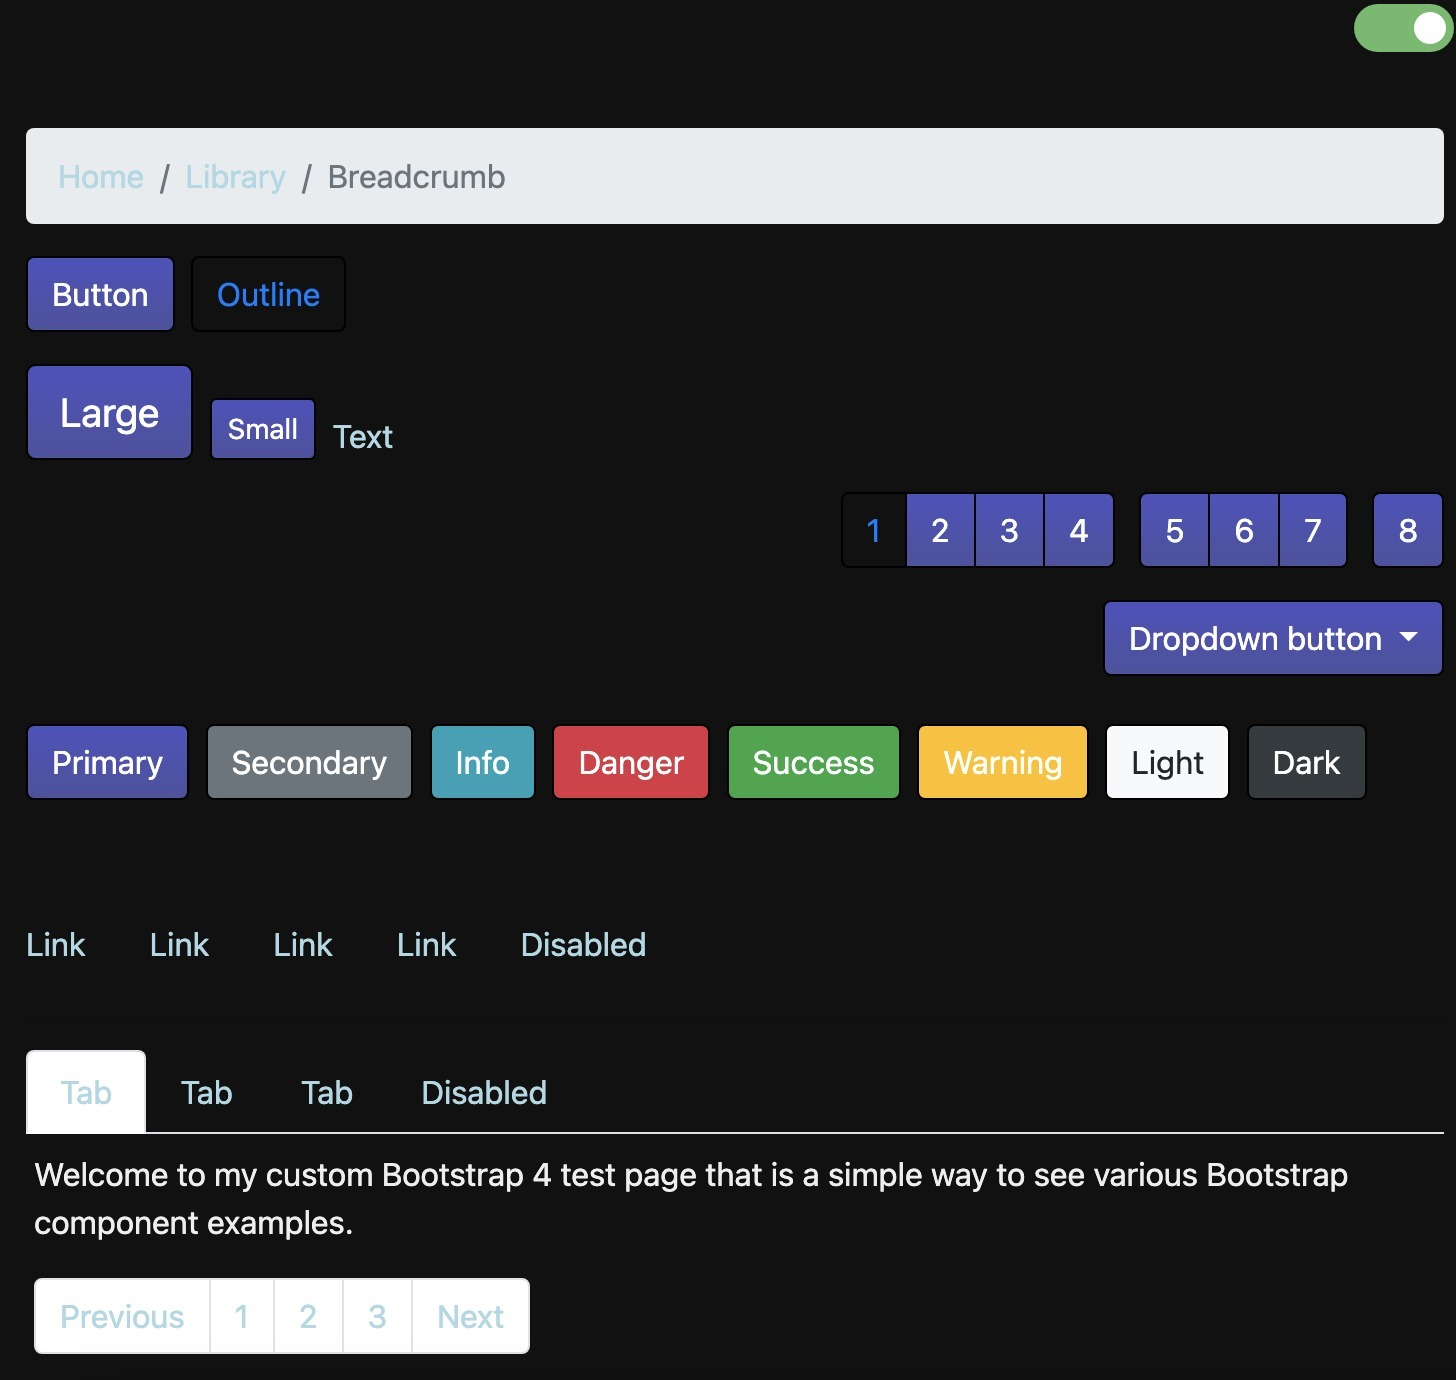 Home / Library / Breadcrumb
Button Outline
Large Small Text
1 2 3 4 5 6 7 8
Dropdown button
Primary Secondary Info Danger Success Warning Light Dark
Link Link Link Link Disabled
Tab Tab Tab Disabled
Welcome to my custom Bootstrap 4 test page that is a simple way to see various Bootstrap
component examples.
Previous 1 2 3 Next